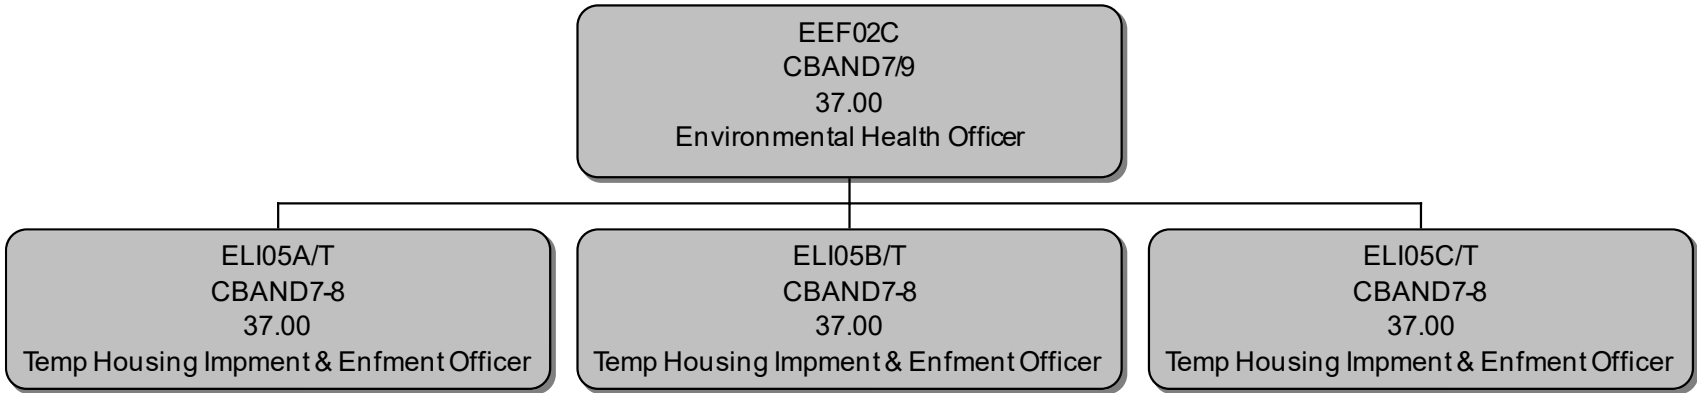 EEF02C
CBAND7/9
37.00
Environmental Health Officer
ELI05A/T
CBAND7-8
37.00
Temp Housing Impment & Enfment Officer
ELI05B/T
CBAND7-8
37.00
Temp Housing Impment & Enfment Officer
ELI05C/T
CBAND7-8
37.00
Temp Housing Impment & Enfment Officer